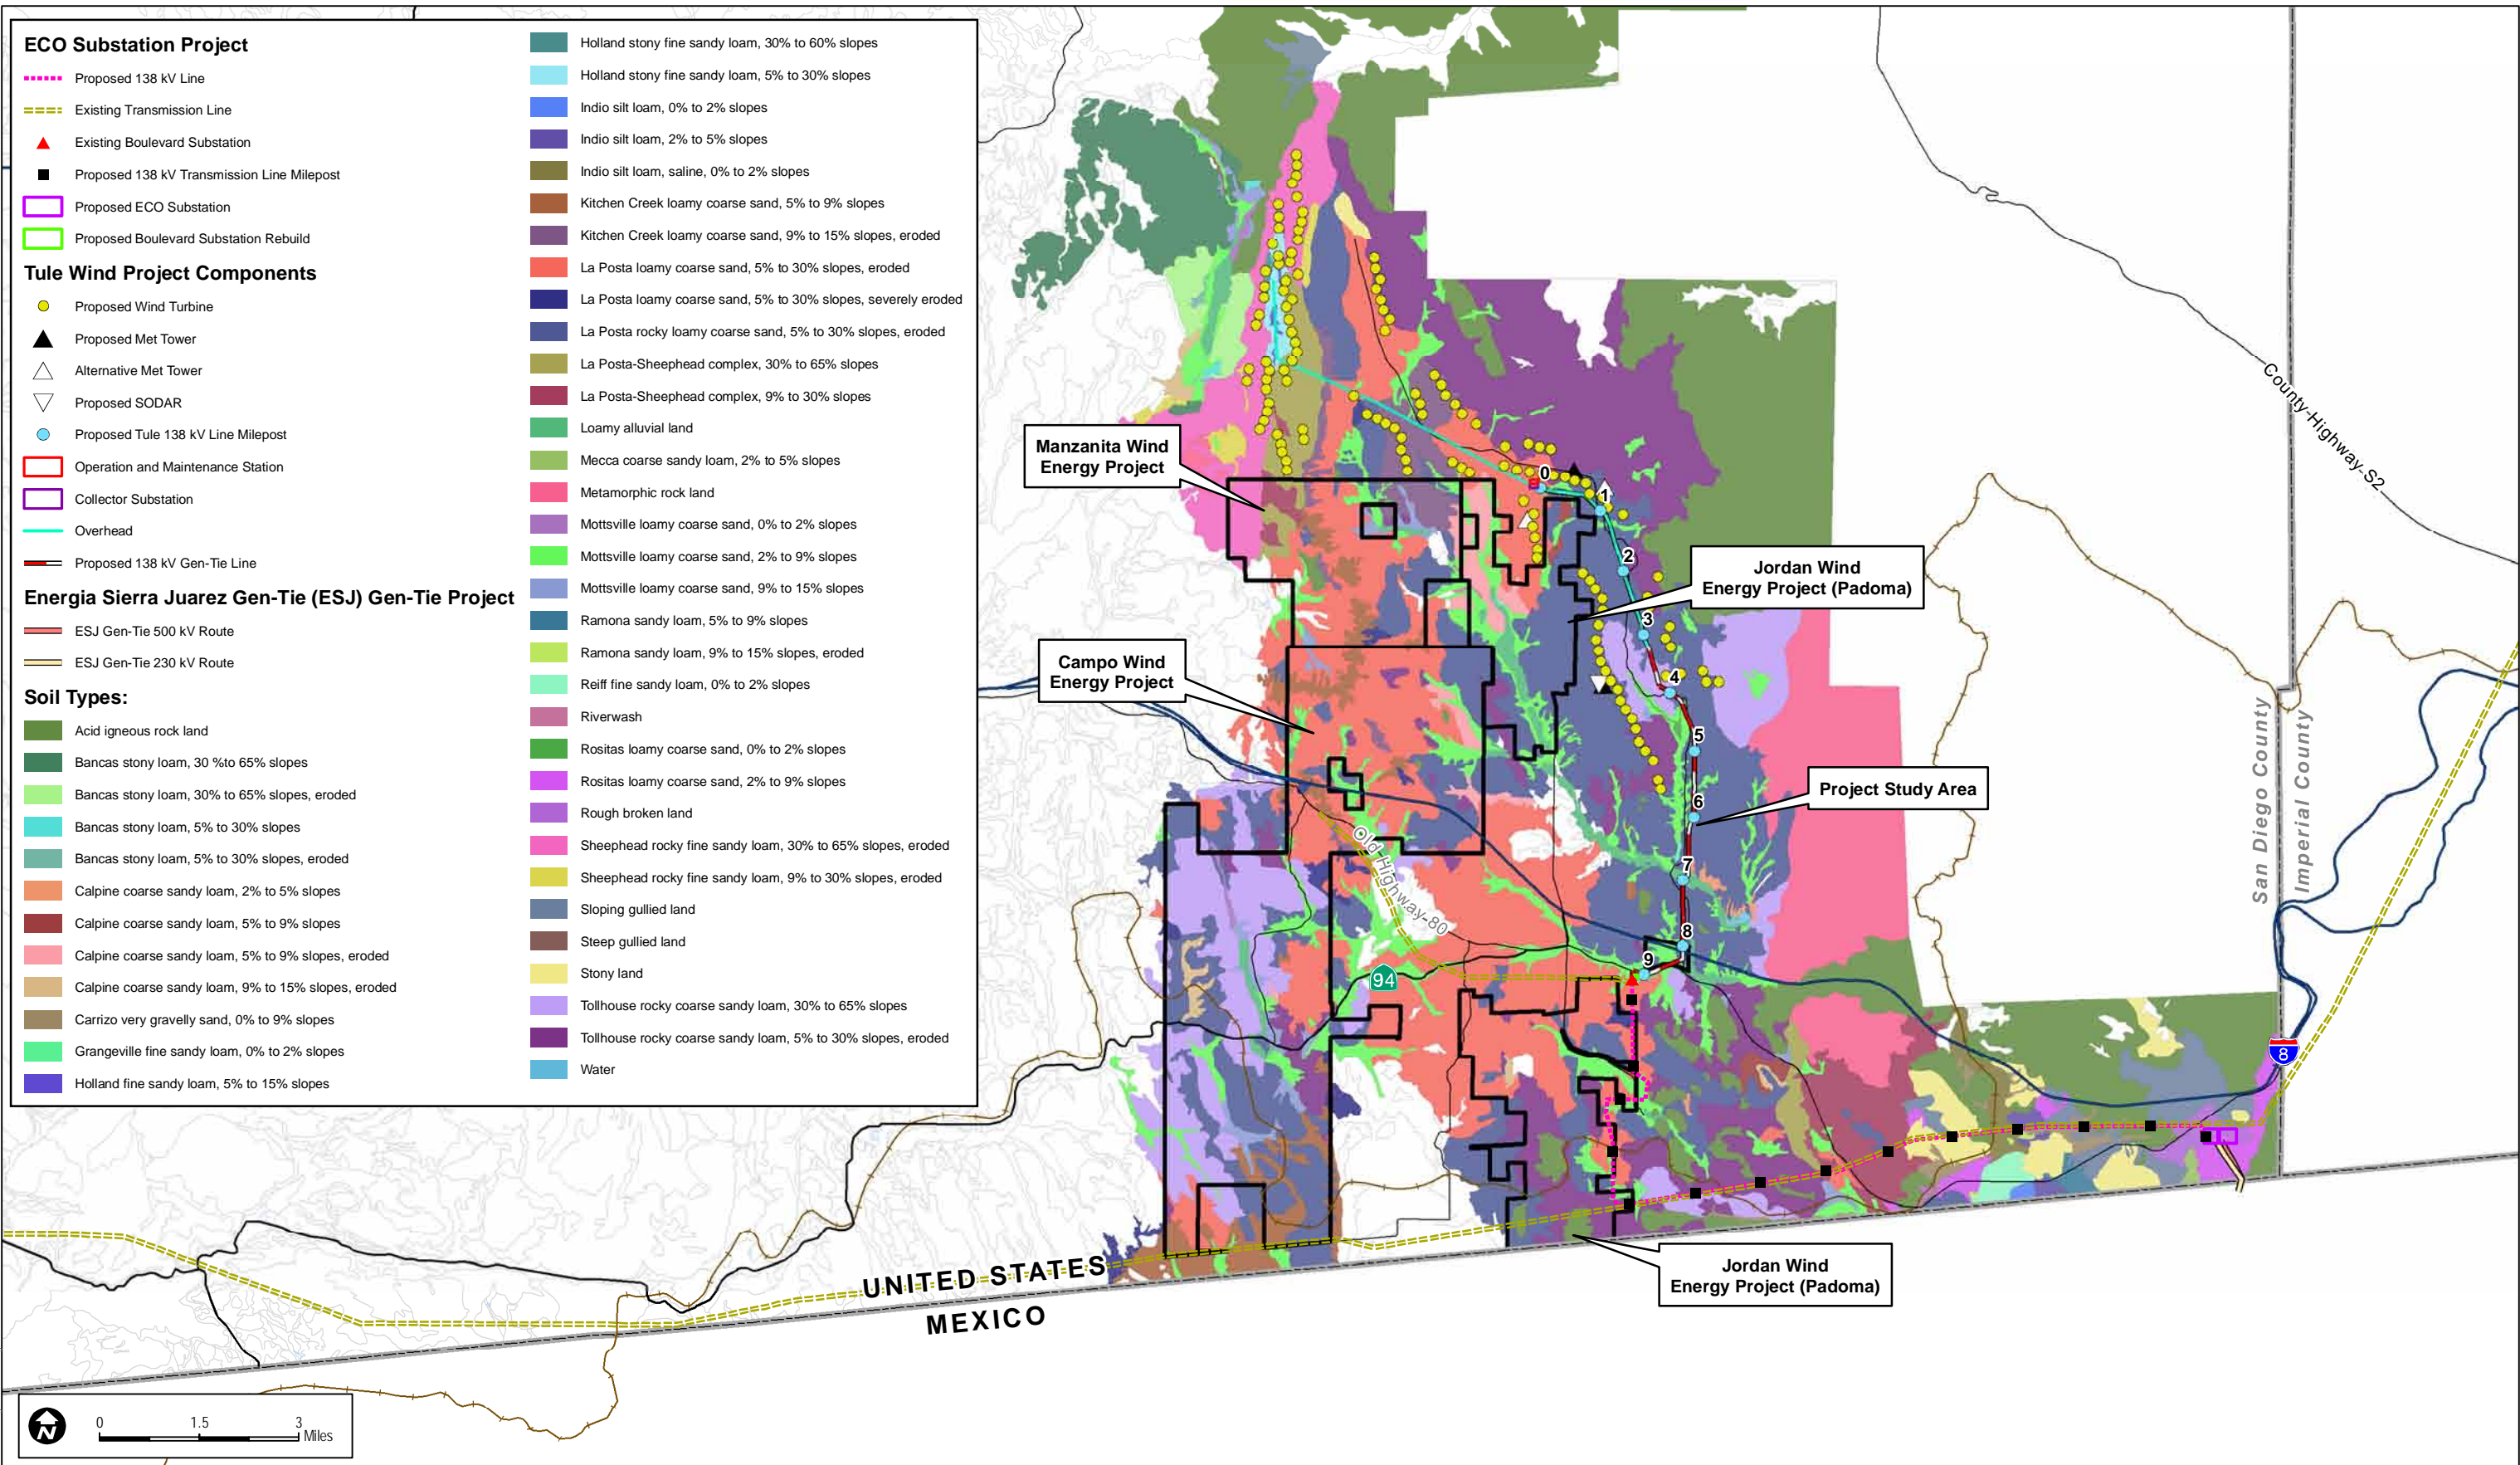 ECO Substation Project
Proposed 138 kV Line
Existing Transmission Line
Existing Boulevard Substation
Proposed 138 kV Transmission Line Milepost
Proposed ECO Substation
Proposed Boulevard Substation Rebuild
Tule Wind Project Components
Proposed Wind Turbine
Proposed Met Tower
Alternative Met Tower
Proposed SODAR
Proposed Tule 138 kV Line Milepost
Operation and Maintenance Station
Collector Substation
Overhead
Proposed 138 kV Gen-Tie Line
Energia Sierra Juarez Gen-Tie (ESJ) Gen-Tie Project
ESJ Gen-Tie 500 kV Route
ESJ Gen-Tie 230 kV Route
Soil Types:
Acid igneous rock land
Bancas stony loam, 30 %to 65% slopes
Bancas stony loam, 30% to 65% slopes, eroded
Bancas stony loam, 5% to 30% slopes
Bancas stony loam, 5% to 30% slopes, eroded
Calpine coarse sandy loam, 2% to 5% slopes
Calpine coarse sandy loam, 5% to 9% slopes
Calpine coarse sandy loam, 5% to 9% slopes, eroded
Calpine coarse sandy loam, 9% to 15% slopes, eroded
Carrizo very gravelly sand, 0% to 9% slopes
Grangeville fine sandy loam, 0% to 2% slopes
Holland fine sandy loam, 5% to 15% slopes
Holland stony fine sandy loam, 30% to 60% slopes
Holland stony fine sandy loam, 5% to 30% slopes
Indio silt loam, 0% to 2% slopes
Indio silt loam, 2% to 5% slopes
Indio silt loam, saline, 0% to 2% slopes
Kitchen Creek loamy coarse sand, 5% to 9% slopes
Kitchen Creek loamy coarse sand, 9% to 15% slopes, eroded
La Posta loamy coarse sand, 5% to 30% slopes, eroded
La Posta loamy coarse sand, 5% to 30% slopes, severely eroded
La Posta rocky loamy coarse sand, 5% to 30% slopes, eroded
La Posta-Sheephead complex, 30% to 65% slopes
La Posta-Sheephead complex, 9% to 30% slopes
Loamy alluvial land
Mecca coarse sandy loam, 2% to 5% slopes
Metamorphic rock land
Mottsville loamy coarse sand, 0% to 2% slopes
Mottsville loamy coarse sand, 2% to 9% slopes
Mottsville loamy coarse sand, 9% to 15% slopes
Ramona sandy loam, 5% to 9% slopes
Ramona sandy loam, 9% to 15% slopes, eroded
Reiff fine sandy loam, 0% to 2% slopes
Riverwash
Rositas loamy coarse sand, 0% to 2% slopes
Rositas loamy coarse sand, 2% to 9% slopes
Rough broken land
Sheephead rocky fine sandy loam, 30% to 65% slopes, eroded
Sheephead rocky fine sandy loam, 9% to 30% slopes, eroded
Sloping gullied land
Steep gullied land
Stony land
Tollhouse rocky coarse sandy loam, 30% to 65% slopes
Tollhouse rocky coarse sandy loam, 5% to 30% slopes, eroded
Water
County-Highway-S2
Manzanita Wind
Energy Project
0
1
2
Jordan Wind
Energy Project (Padoma)
3
Campo Wind
Energy Project
4
5
San Diego County
Imperial County
Project Study Area
6
Old Highway-80
7
8
9
94
8
UNITED STATES
MEXICO
Jordan Wind
Energy Project (Padoma)
N
0 1.5 3
Miles